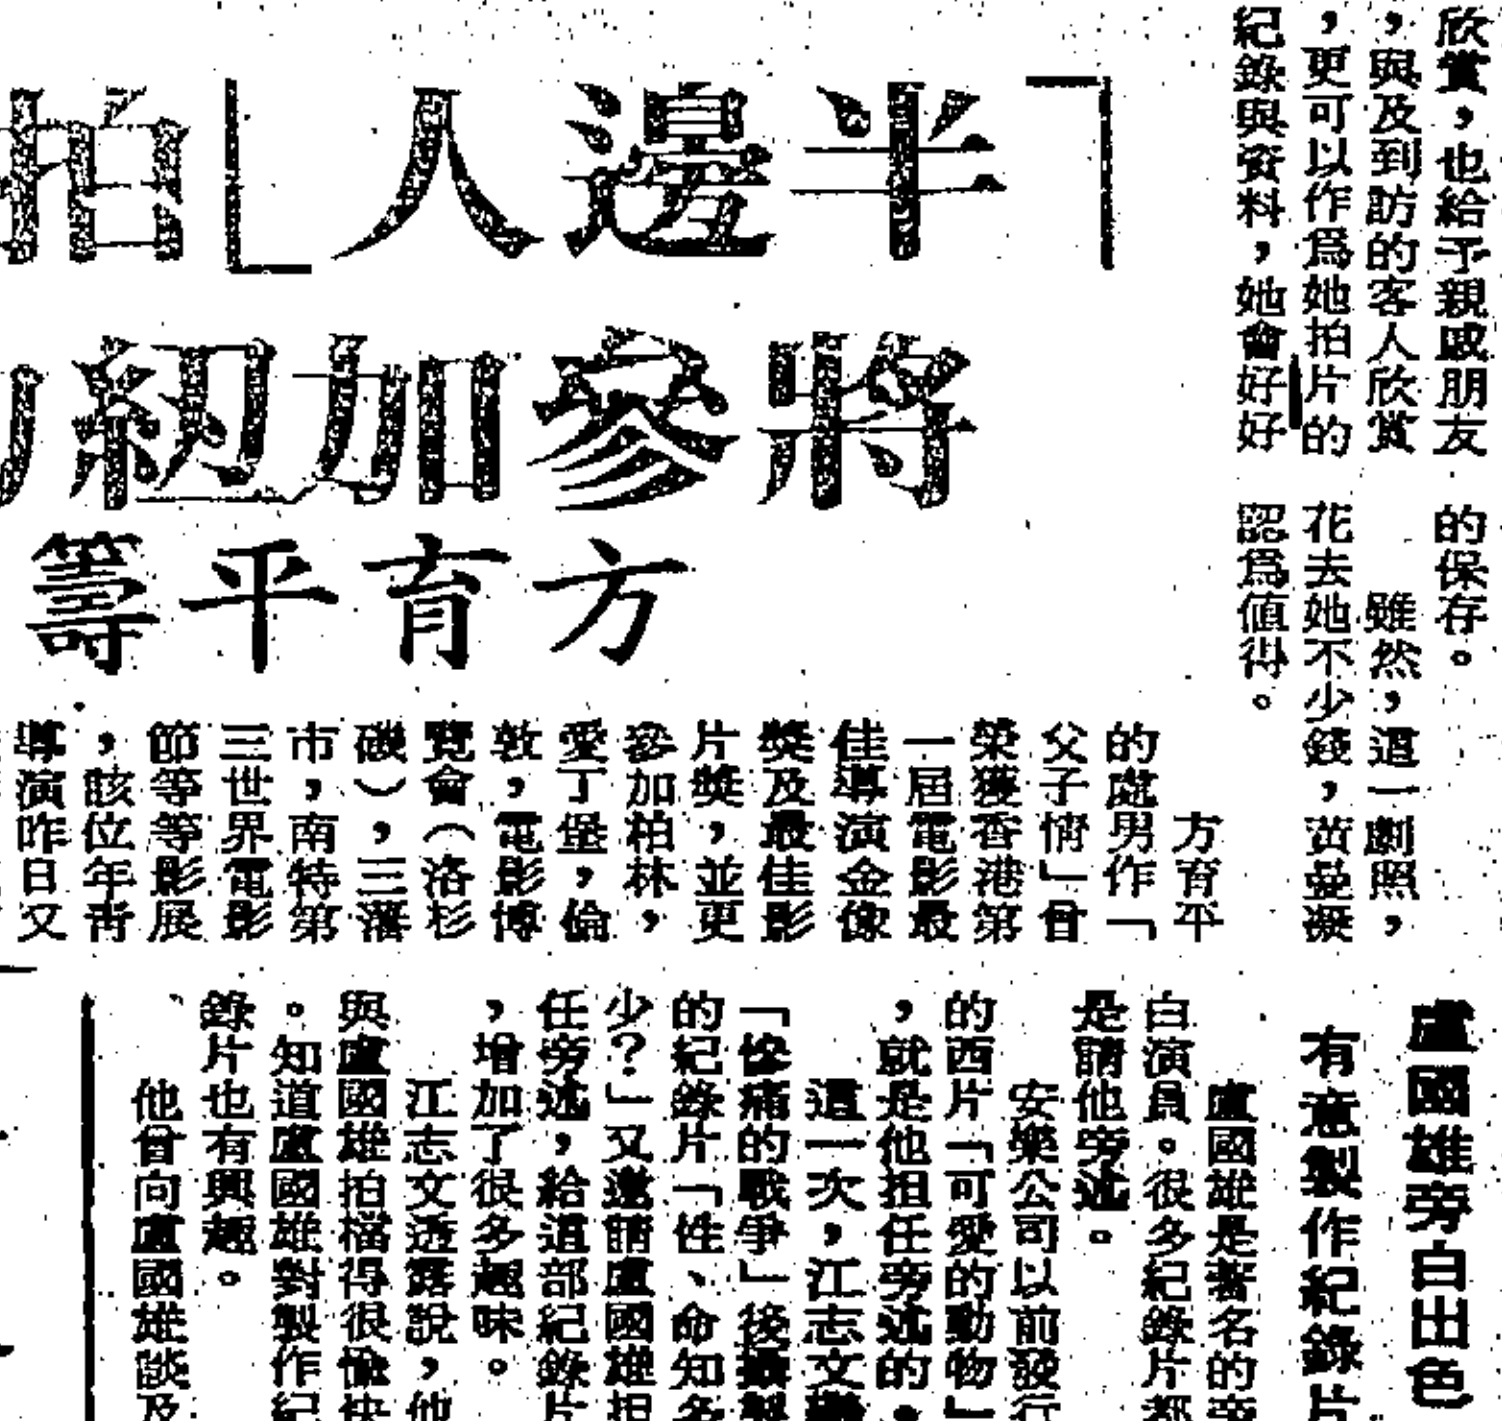 欣賞，也給予親戚朋友
，與及到訪的客人欣賞
，更可以作爲她拍片的
紀錄與資料，她會好好
的保存。
雖然，這一劇照，
花去她不少錢，黃曼凝
認爲值得。
「半邊人」拍
將參加紐
方育平籌
方育平
的處男作「
父子情」曾
榮獲香港第
一屆電影最
佳導演金像
獎及最佳影
片獎，並更
參加柏林，
愛丁堡，倫
敦，電影博
覽會（洛杉
磯），三藩
市，南特第
三世界電影
節等等影展
，該位年青
導演昨日又
盧國雄旁白出色
有意製作紀錄片
盧國雄是著名的旁
白演員。很多紀錄片都
是請他旁述。
安樂公司以前發行
的西片「可愛的動物」
，就是他担任旁述的。
這一次，江志文繼
「慘痛的戰爭」後攝製
的紀錄片「性、命知多
少？」又邀請盧國雄担
任旁述，給這部紀錄片
，增加了很多趣味。
江志文透露說，他
與盧國雄拍檔得很愉快
。知道盧國雄對製作紀
錄片也有興趣。
他曾向盧國雄談及